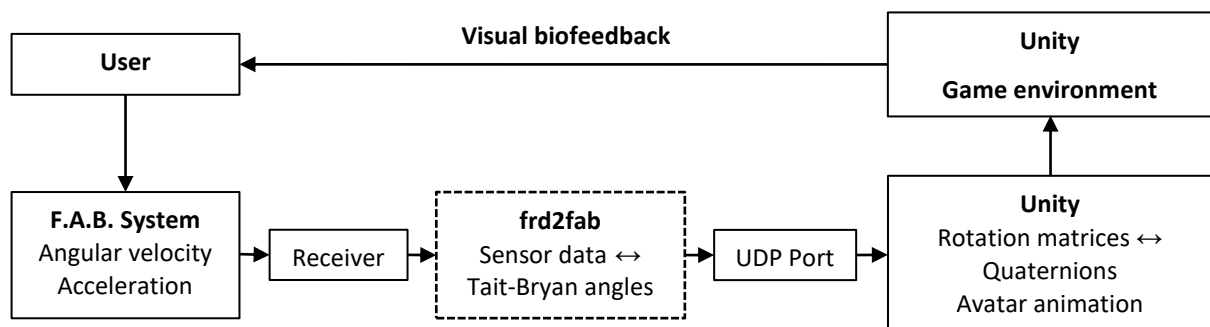 Visual biofeedback
User
Unity
Game environment
F.A.B. System
Angular velocity
Acceleration
Receiver
frd2fab
Sensor data ↔
Tait-Bryan angles
UDP Port
Unity
Rotation matrices ↔
Quaternions
Avatar animation